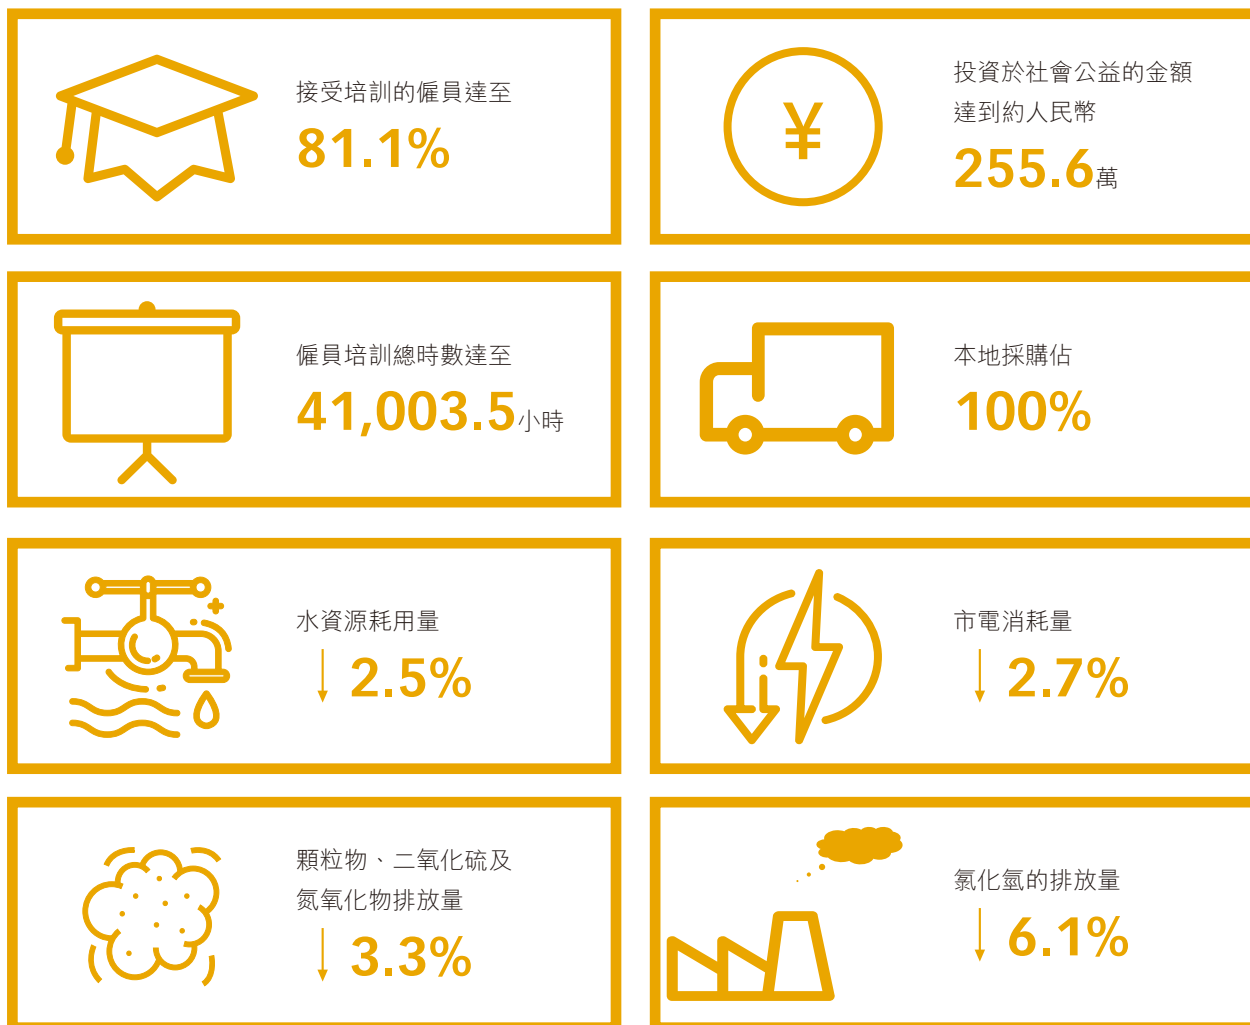 接受培訓的僱員達至
81.1%
¥
投資於社會公益的金額
達到約人民幣
255.6萬
僱員培訓總時數達至
41,003.5小時
本地採購佔
100%
水資源耗用量
↓ 2.5%
市電消耗量
↓ 2.7%
顆粒物、二氧化硫及
氮氧化物排放量
↓ 3.3%
氯化氫的排放量
↓ 6.1%